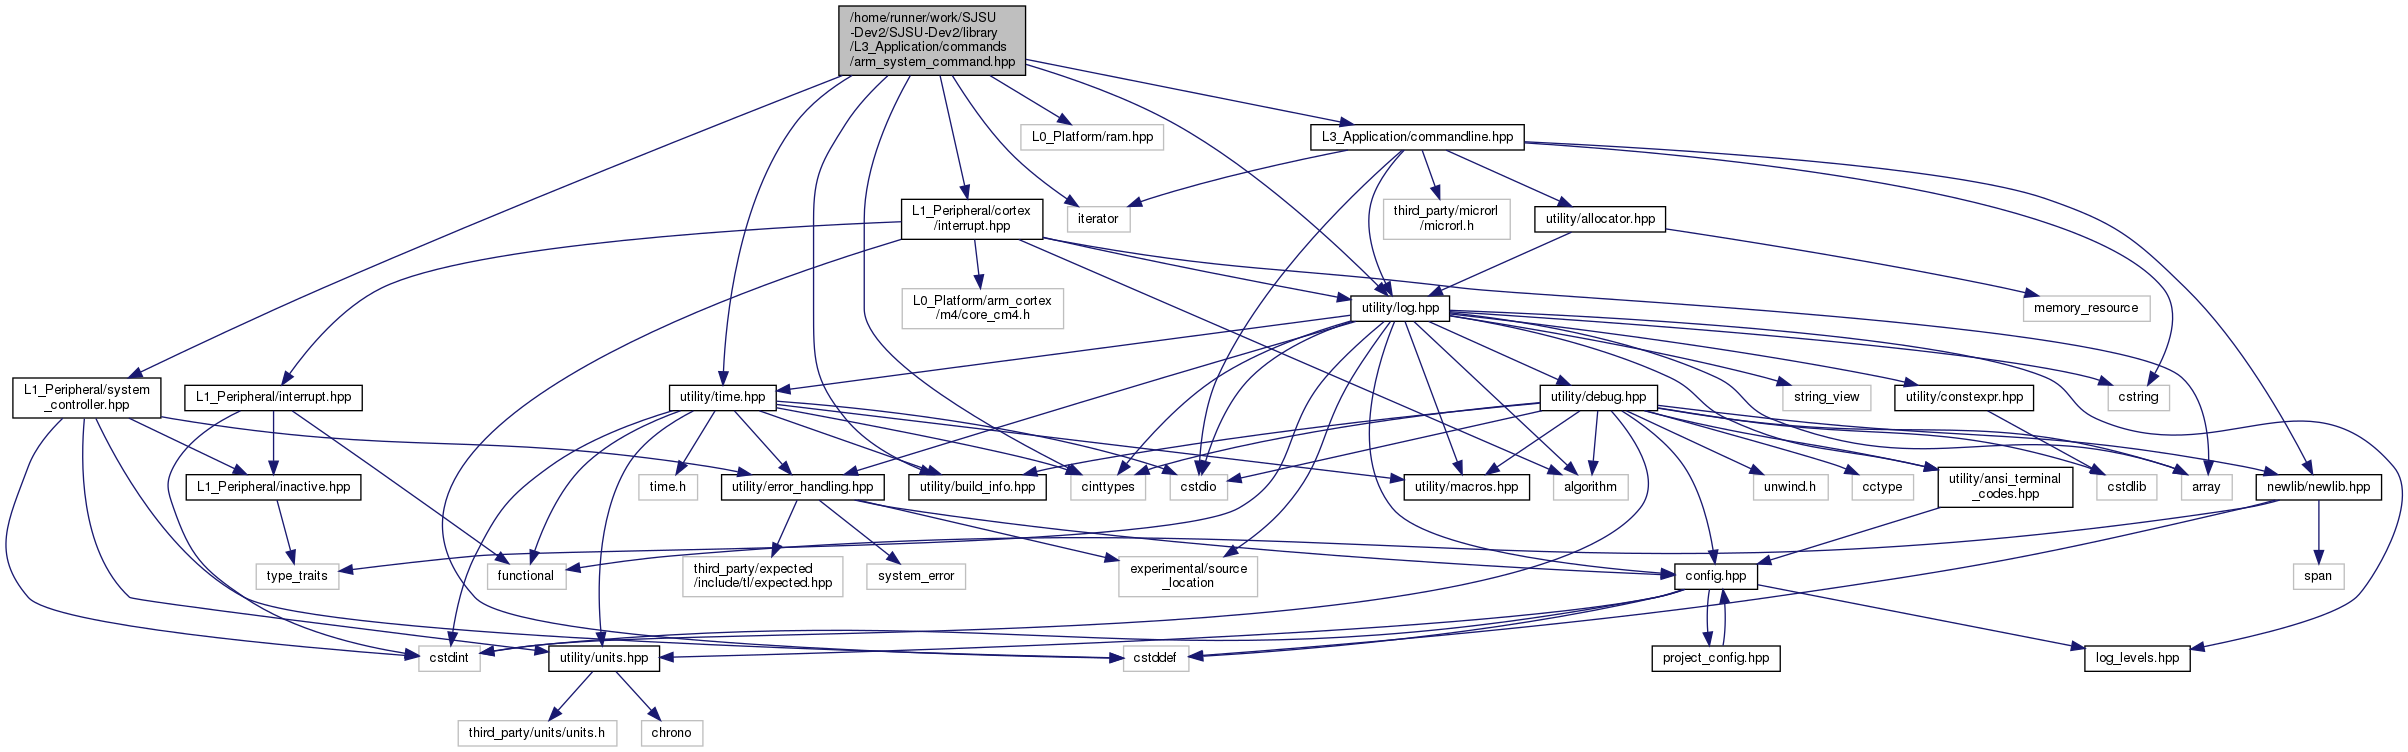 /home/runner/work/SJSU
-Dev2/SJSU-Dev2/library
/L3_Application/commands
/arm_system_command.hpp
L0_Platform/ram.hpp
L3_Application/commandline.hpp
L1_Peripheral/cortex
/interrupt.hpp
iterator
third_party/microrl
/microrl.h
utility/allocator.hpp
L0_Platform/arm_cortex
/m4/core_cm4.h
utility/log.hpp
memory_resource
L1_Peripheral/system
_controller.hpp
L1_Peripheral/interrupt.hpp
utility/time.hpp
utility/debug.hpp
string_view
utility/constexpr.hpp
cstring
L1_Peripheral/inactive.hpp
time.h
utility/error_handling.hpp
utility/build_info.hpp
cinttypes
cstdio
utility/macros.hpp
algorithm
unwind.h
cctype
utility/ansi_terminal
_codes.hpp
cstdlib
array
newlib/newlib.hpp
type_traits
functional
third_party/expected
/include/tl/expected.hpp
system_error
experimental/source
_location
config.hpp
span
cstdint
utility/units.hpp
cstddef
project_config.hpp
log_levels.hpp
third_party/units/units.h
chrono